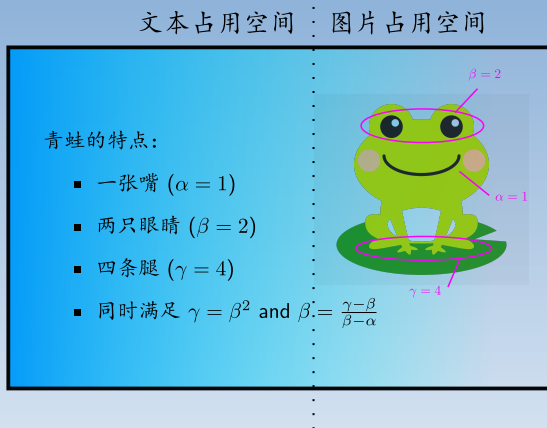 文本占用空间 图片占用空间
β = 2
青蛙的特点:
一张嘴 (α = 1)
α = 1
两只眼睛 (β = 2)
四条腿 (γ = 4)
γ = 4
同时满足 γ = β² and β = (γ−β)/(β−α)